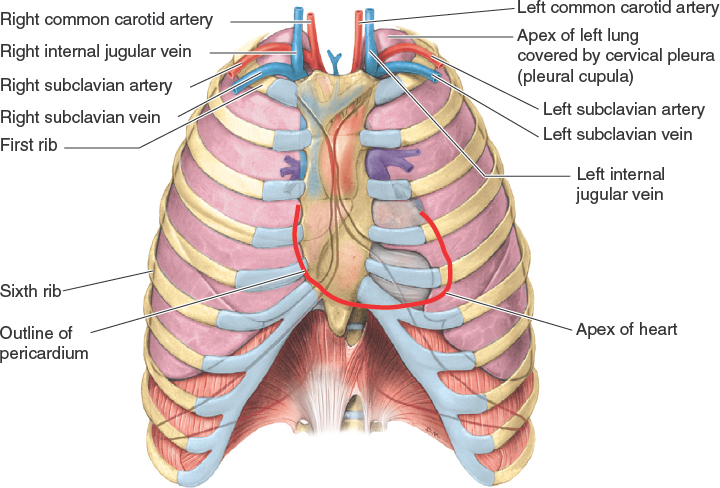 Right common carotid artery
Right internal jugular vein
Right subclavian artery
Right subclavian vein
First rib
Sixth rib
Outline of
pericardium
Left common carotid artery
Apex of left lung
covered by cervical pleura
(pleural cupula)
Left subclavian artery
Left subclavian vein
Left internal
jugular vein
Apex of heart